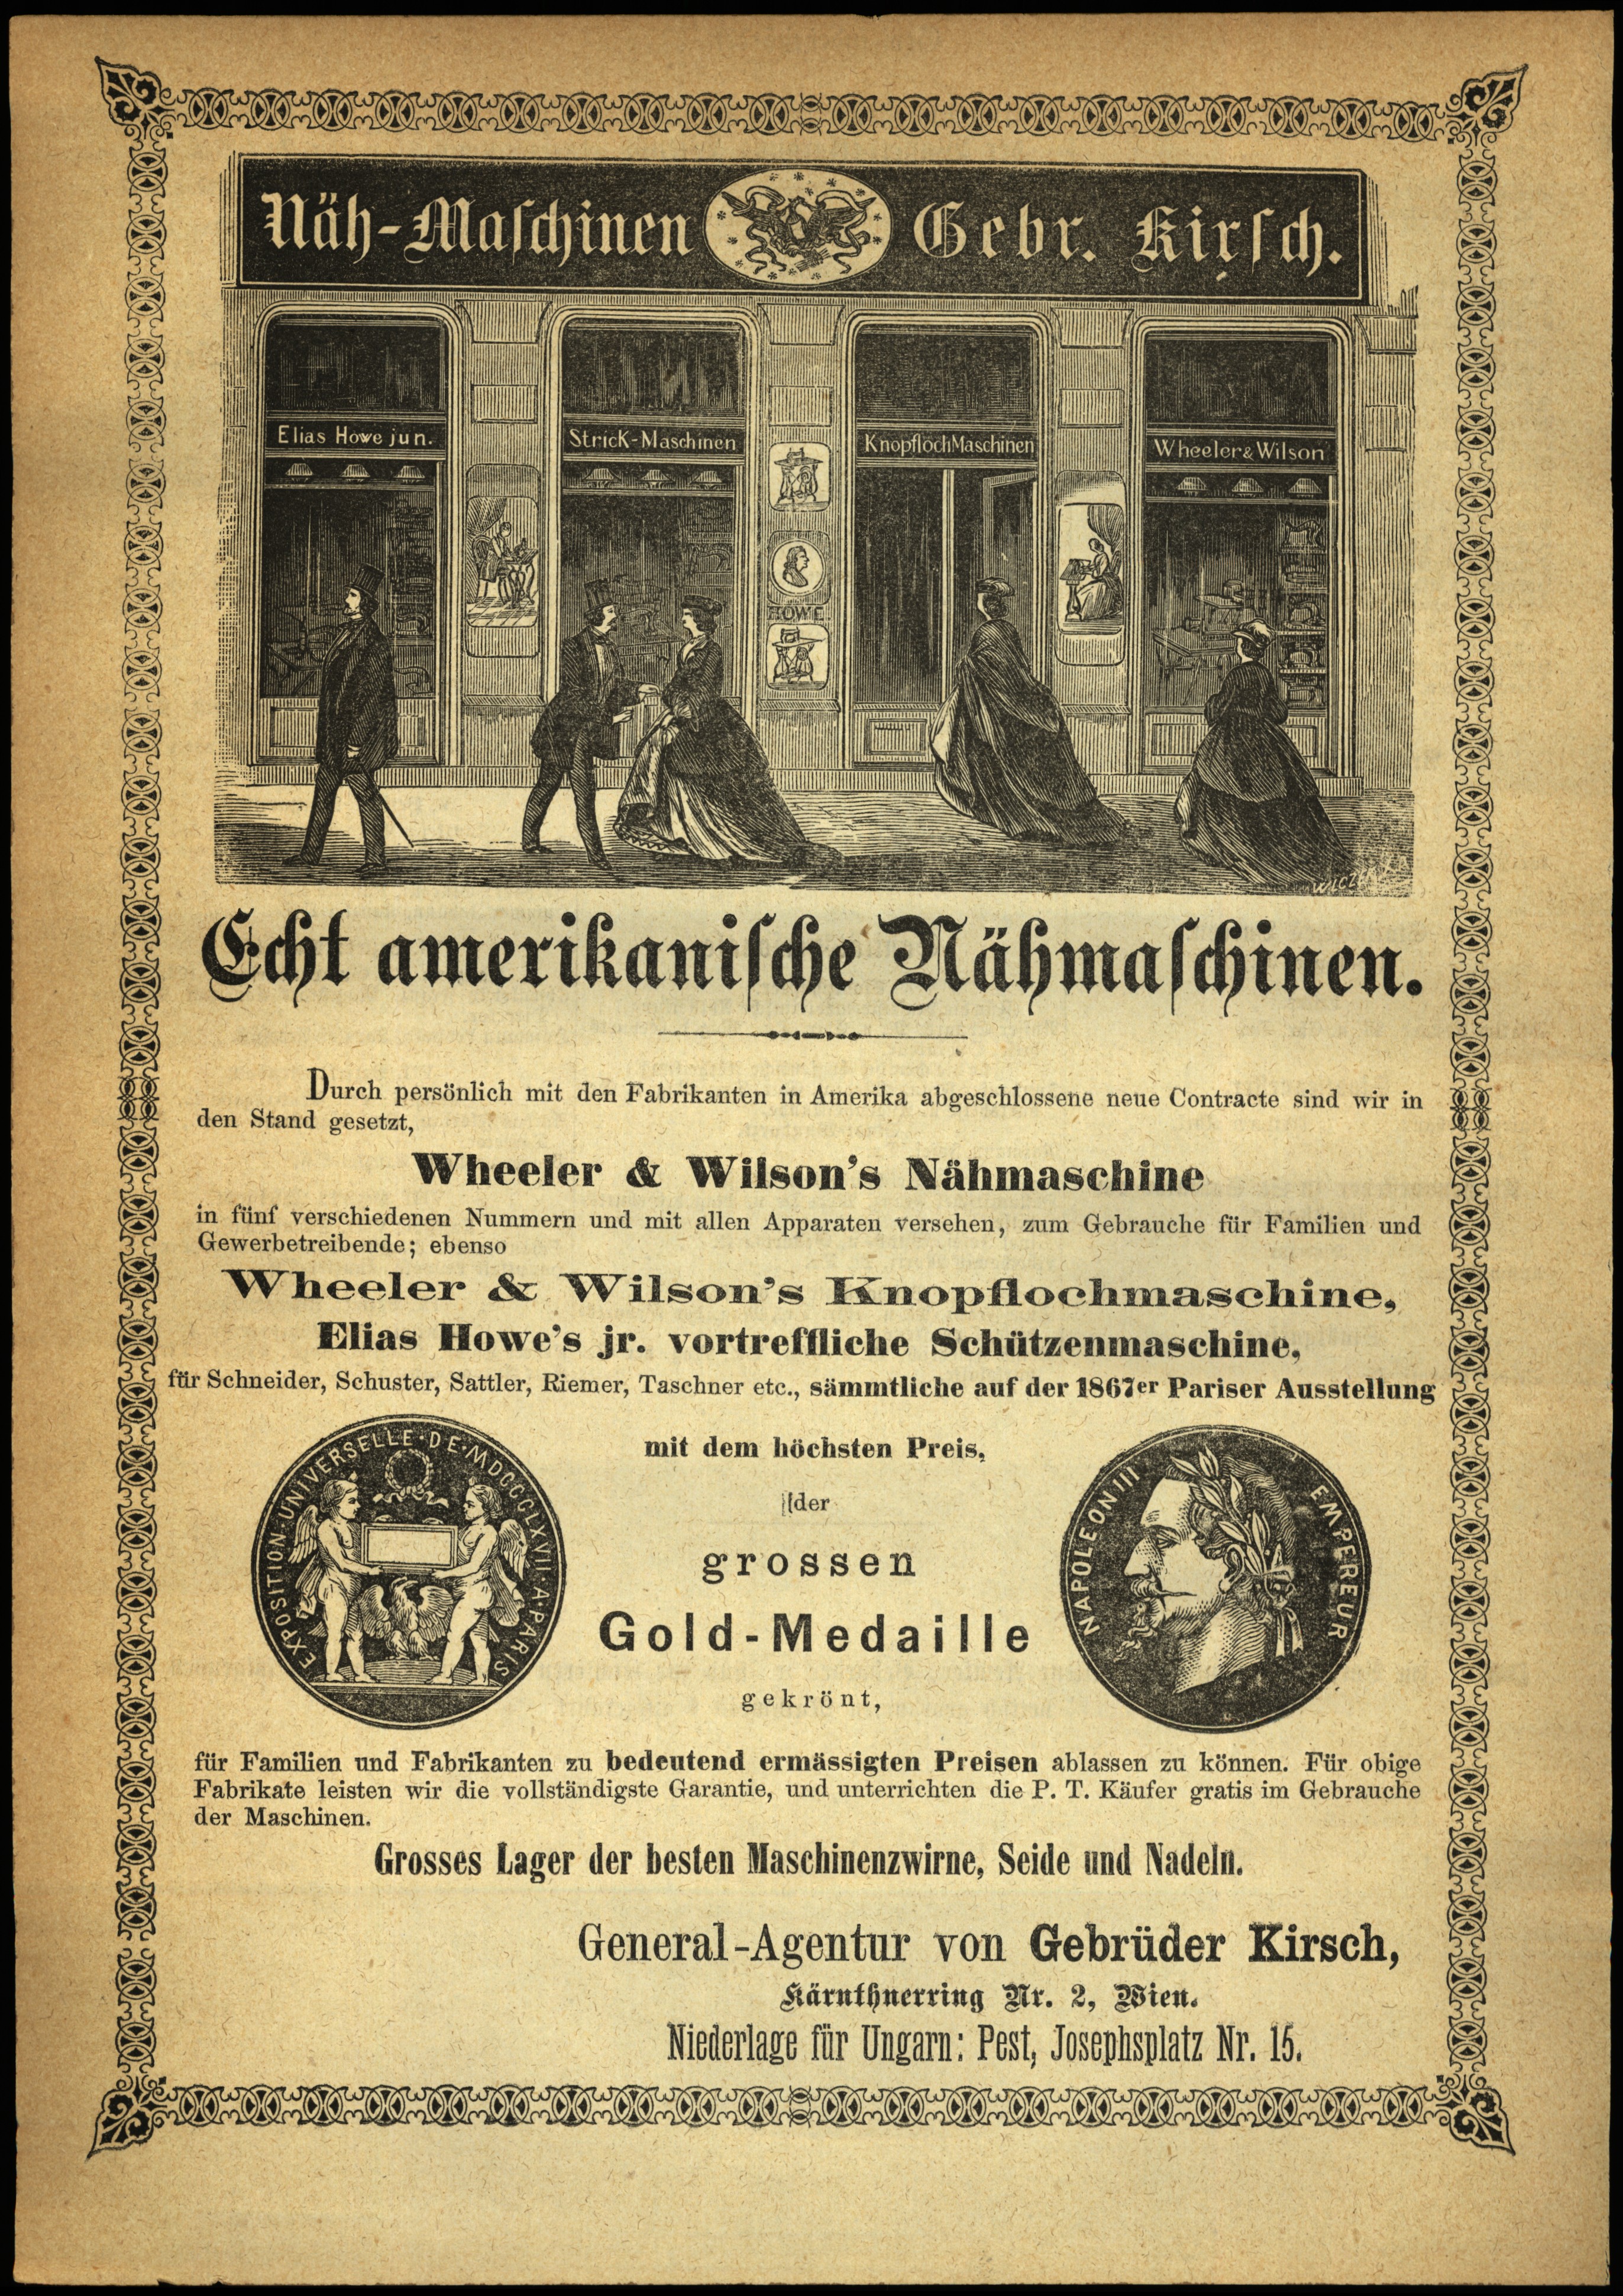 Näh-Maſchinen Gebr. Kirſch.
Elias Howe jun.
Strick-Maschinen
KnopflochMaschinen
Wheeler & Wilson
HOWE
Echt amerikaniſche Nähmaſchinen.
Durch persönlich mit den Fabrikanten in Amerika abgeschlossene neue Contracte sind wir in
den Stand gesetzt,
Wheeler & Wilson's Nähmaschine
in fünf verschiedenen Nummern und mit allen Apparaten versehen, zum Gebrauche für Familien und
Gewerbetreibende; ebenso
Wheeler & Wilson's Knopflochmaschine,
Elias Howe's jr. vortreffliche Schützenmaschine,
für Schneider, Schuster, Sattler, Riemer, Taschner etc., sämmtliche auf der 1867er Pariser Ausstellung
EXPOSITION·UNIVERSELLE·DE·MDCCCLXVII·A·PARIS
mit dem höchsten Preis,
der
grossen
Gold-Medaille
gekrönt,
NAPOLEON III EMPEREUR
für Familien und Fabrikanten zu bedeutend ermässigten Preisen ablassen zu können. Für obige
Fabrikate leisten wir die vollständigste Garantie, und unterrichten die P. T. Käufer gratis im Gebrauche
der Maschinen.
Grosses Lager der besten Maschinenzwirne, Seide und Nadeln.
General-Agentur von Gebrüder Kirsch,
Kärnthnerring Nr. 2, Wien.
Niederlage für Ungarn: Pest, Josephsplatz Nr. 15.